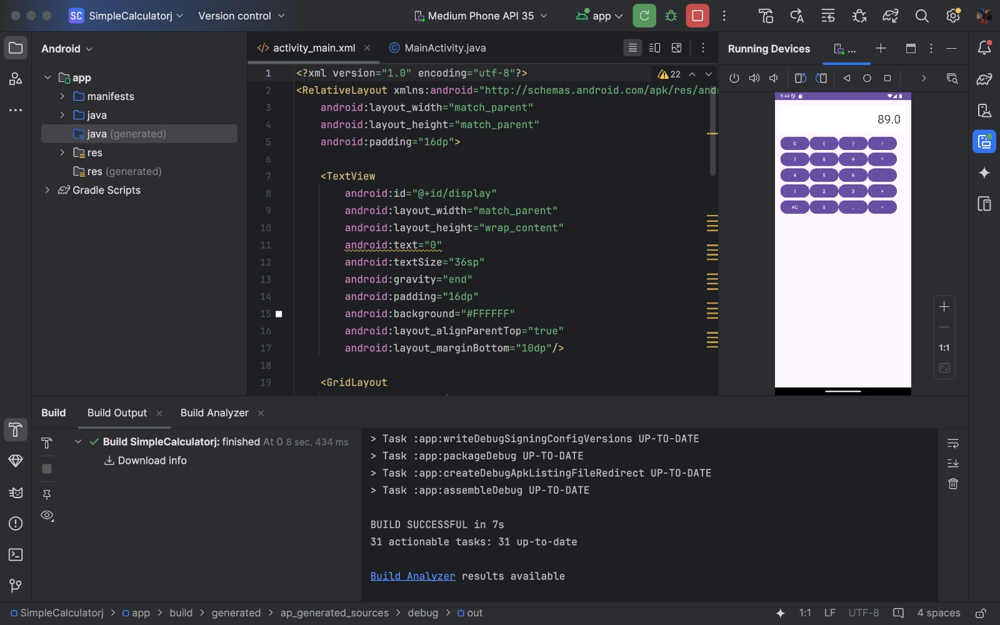 SC SimpleCalculatorj Version control Medium Phone API 35 app
Android
app
manifests
java
java (generated)
res
res (generated)
Gradle Scripts
</> activity_main.xml
MainActivity.java
22
1 <?xml version="1.0" encoding="utf-8"?>
2 <RelativeLayout xmlns:android="http://schemas.android.com/apk/res/andr
3 android:layout_width="match_parent"
4 android:layout_height="match_parent"
5 android:padding="16dp">
6
7 <TextView
8 android:id="@+id/display"
9 android:layout_width="match_parent"
10 android:layout_height="wrap_content"
11 android:text="0"
12 android:textSize="36sp"
13 android:gravity="end"
14 android:padding="16dp"
15 android:background="#FFFFFF"
16 android:layout_alignParentTop="true"
17 android:layout_marginBottom="10dp"/>
18
19 <GridLayout
Running Devices ...
5:44
89.0
C ( ) /
7 8 9 *
4 5 6 -
1 2 3 +
AC 0 . =
1:1
Build Build Output Build Analyzer
Build SimpleCalculatorj: finished At 0 8 sec, 434 ms
Download info
> Task :app:writeDebugSigningConfigVersions UP-TO-DATE
> Task :app:packageDebug UP-TO-DATE
> Task :app:createDebugApkListingFileRedirect UP-TO-DATE
> Task :app:assembleDebug UP-TO-DATE
BUILD SUCCESSFUL in 7s
31 actionable tasks: 31 up-to-date
Build Analyzer results available
SimpleCalculatorj > app > build > generated > ap_generated_sources > debug > out 1:1 LF UTF-8 4 spaces